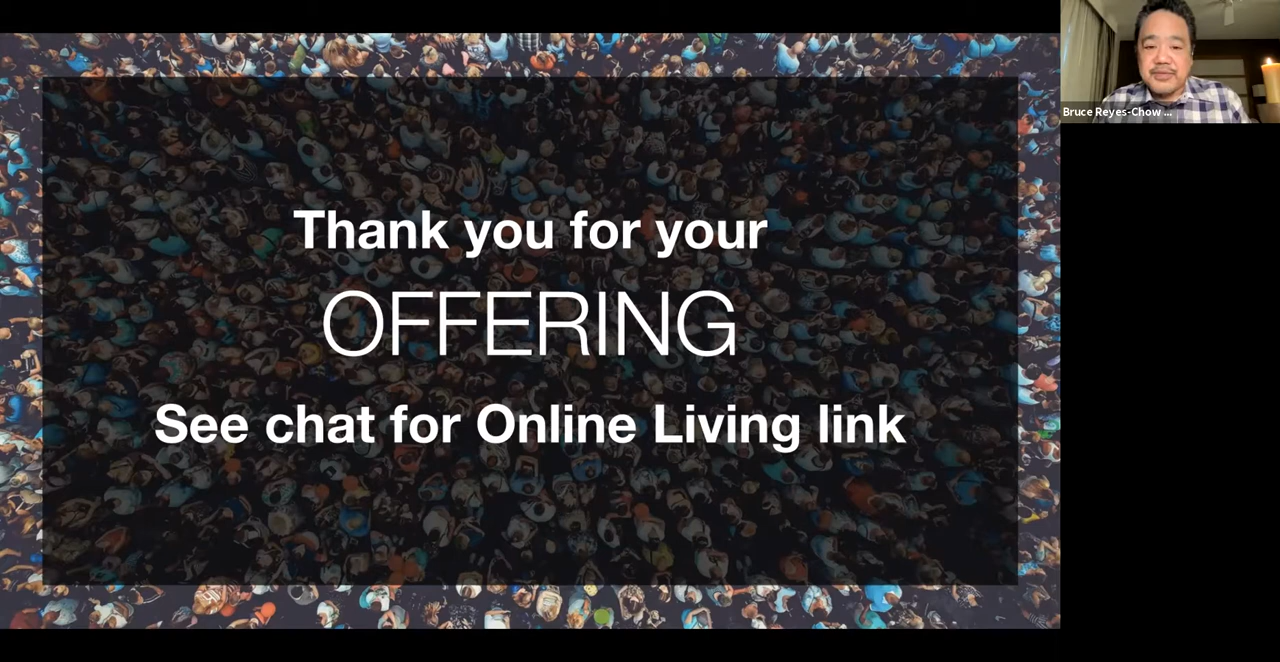 Thank you for your
OFFERING
See chat for Online Living link
Bruce Reyes-Chow ...